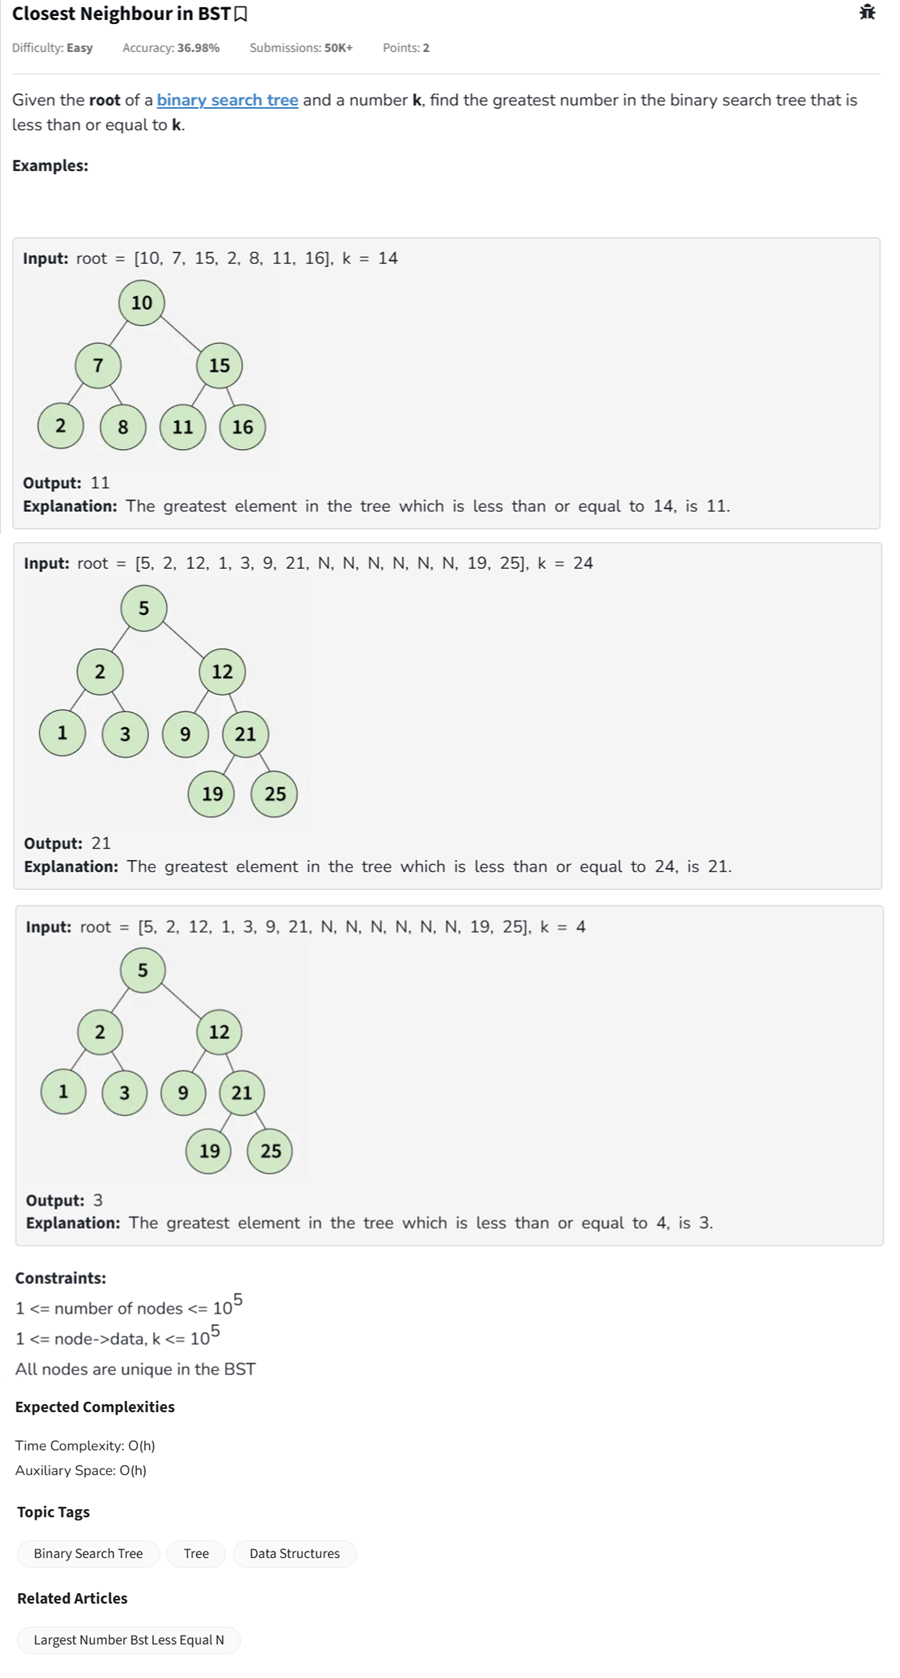 Closest Neighbour in BST
Difficulty: Easy Accuracy: 36.98% Submissions: 50K+ Points: 2
Given the root of a binary search tree and a number k, find the greatest number in the binary search tree that is
less than or equal to k.
Examples:
Input: root = [10, 7, 15, 2, 8, 11, 16], k = 14
10
7 15
2 8 11 16
Output: 11
Explanation: The greatest element in the tree which is less than or equal to 14, is 11.
Input: root = [5, 2, 12, 1, 3, 9, 21, N, N, N, N, N, N, 19, 25], k = 24
5
2 12
1 3 9 21
19 25
Output: 21
Explanation: The greatest element in the tree which is less than or equal to 24, is 21.
Input: root = [5, 2, 12, 1, 3, 9, 21, N, N, N, N, N, N, 19, 25], k = 4
5
2 12
1 3 9 21
19 25
Output: 3
Explanation: The greatest element in the tree which is less than or equal to 4, is 3.
Constraints:
1 <= number of nodes <= 10^5
1 <= node->data, k <= 10^5
All nodes are unique in the BST
Expected Complexities
Time Complexity: O(h)
Auxiliary Space: O(h)
Topic Tags
Binary Search Tree Tree Data Structures
Related Articles
Largest Number Bst Less Equal N